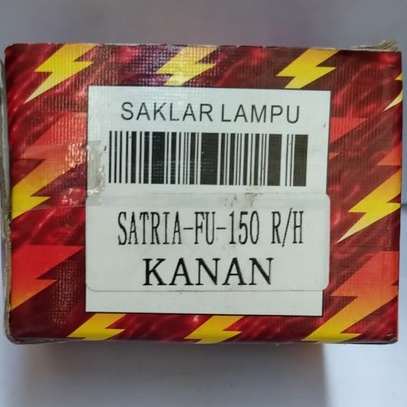 SAKLAR LAMPU
SATRIA-FU-150 R/H
KANAN